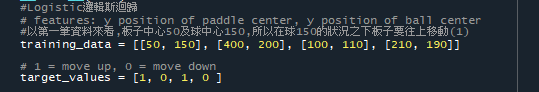 #Logistic邏輯斯迴歸
# features: y position of paddle center, y position of ball center
#以第一筆資料來看,板子中心50及球中心150,所以在球150的狀況之下板子要往上移動(1)
training_data = [[50, 150], [400, 200], [100, 110], [210, 190]]
# 1 = move up, 0 = move down
target_values = [1, 0, 1, 0 ]